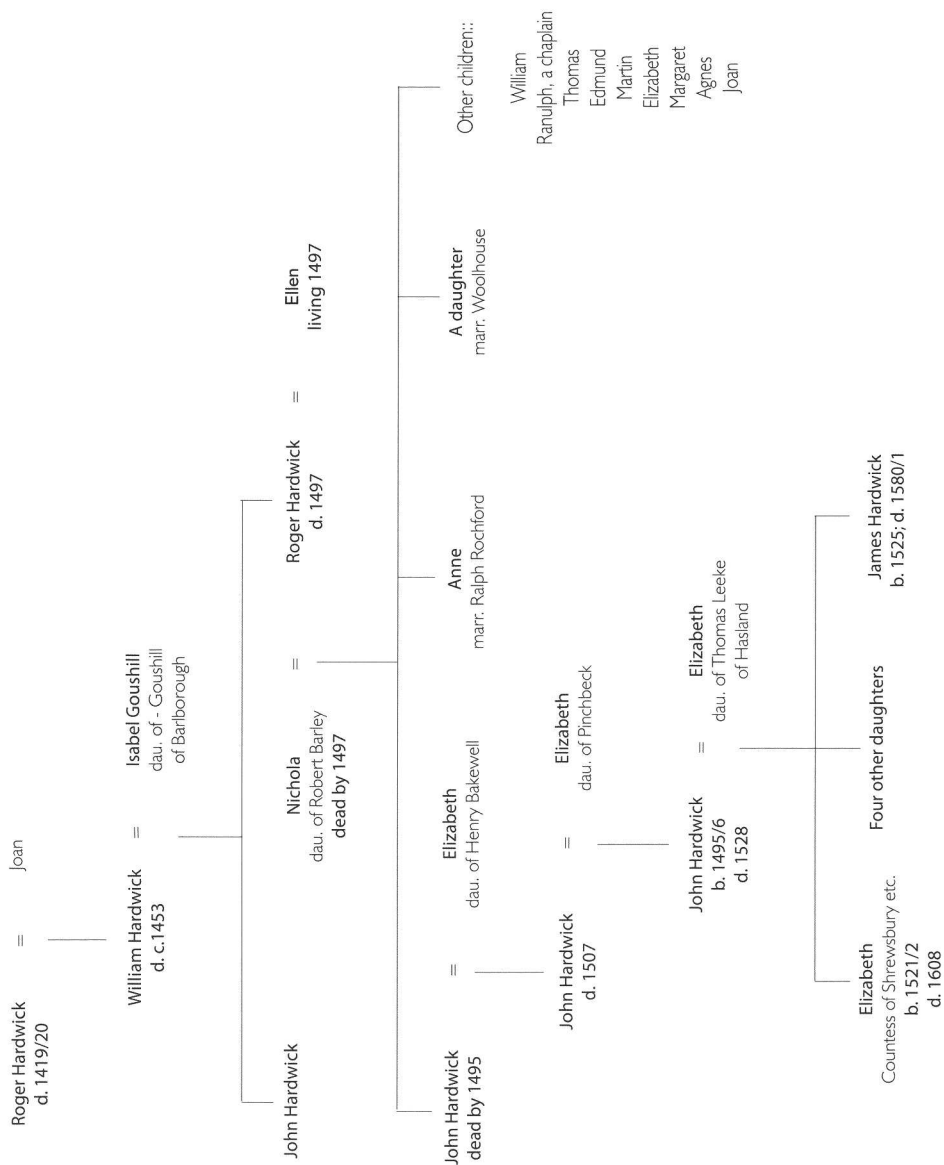 Roger Hardwick
d. 1419/20
=
Joan
William Hardwick
d. c.1453
=
Isabel Goushill
dau. of - Goushill
of Barlborough
John Hardwick
Nichola
dau. of Robert Barley
dead by 1497
=
Roger Hardwick
d. 1497
=
Ellen
living 1497
John Hardwick
dead by 1495
=
Elizabeth
dau. of Henry Bakewell
Anne
marr. Ralph Rochford
A daughter
marr. Woolhouse
Other children::
William
Ranulph, a chaplain
Thomas
Edmund
Martin
Elizabeth
Margaret
Agnes
Joan
John Hardwick
d. 1507
=
Elizabeth
dau. of Pinchbeck
John Hardwick
b. 1495/6
d. 1528
=
Elizabeth
dau. of Thomas Leeke
of Hasland
Elizabeth
Countess of Shrewsbury etc.
b. 1521/2
d. 1608
Four other daughters
James Hardwick
b. 1525; d. 1580/1